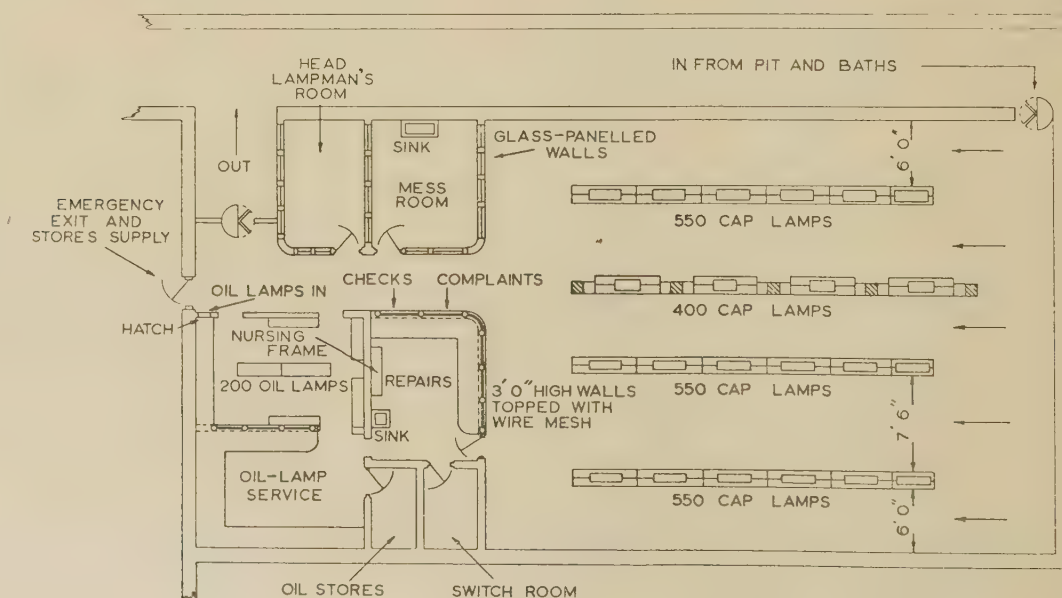 HEAD
LAMPMAN'S
ROOM
IN FROM PIT AND BATHS
OUT
SINK
GLASS-PANELLED
WALLS
MESS
ROOM
6' 0"
550 CAP LAMPS
EMERGENCY
EXIT AND
STORES SUPPLY
OIL LAMPS IN
CHECKS
COMPLAINTS
400 CAP LAMPS
HATCH
NURSING
FRAME
200 OIL LAMPS
REPAIRS
3' 0" HIGH WALLS
TOPPED WITH
WIRE MESH
550 CAP LAMPS
7' 6"
SINK
OIL-LAMP
SERVICE
550 CAP LAMPS
6' 0"
OIL STORES
SWITCH ROOM